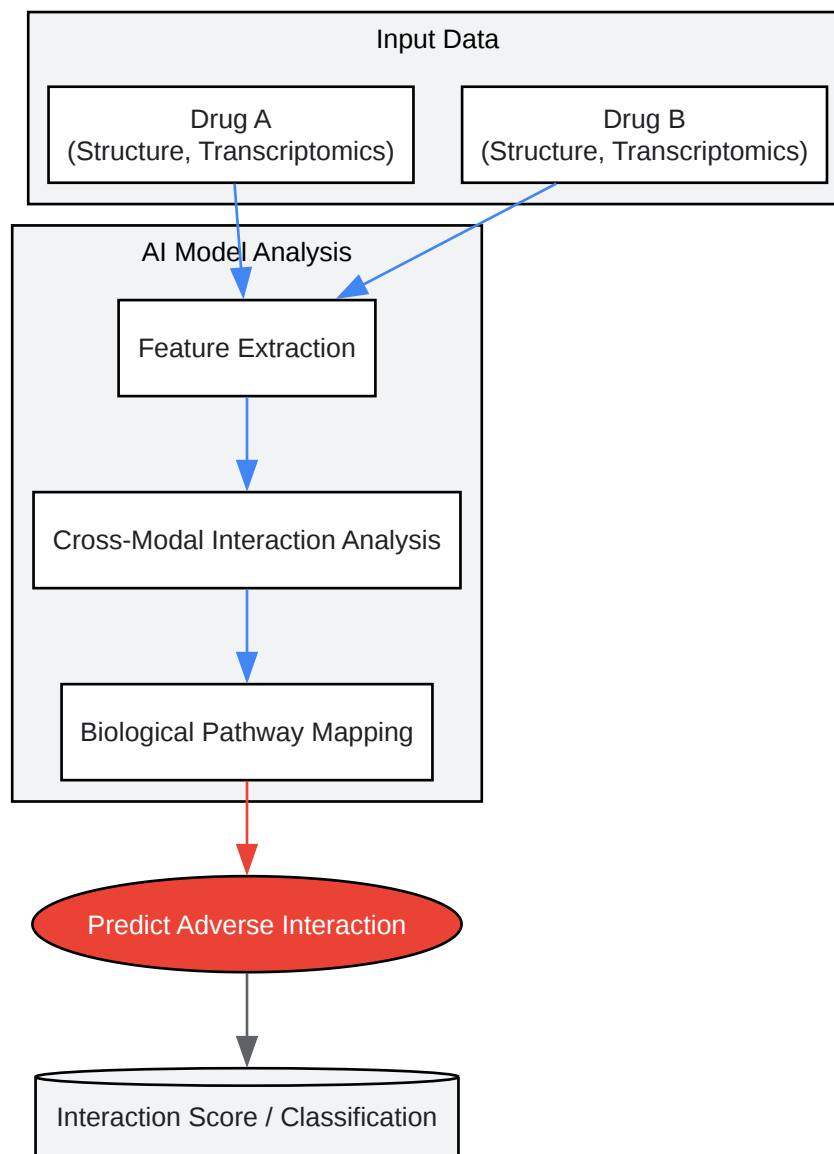 Input Data
Drug A
(Structure, Transcriptomics)
Drug B
(Structure, Transcriptomics)
AI Model Analysis
Feature Extraction
Cross-Modal Interaction Analysis
Biological Pathway Mapping
Predict Adverse Interaction
Interaction Score / Classification